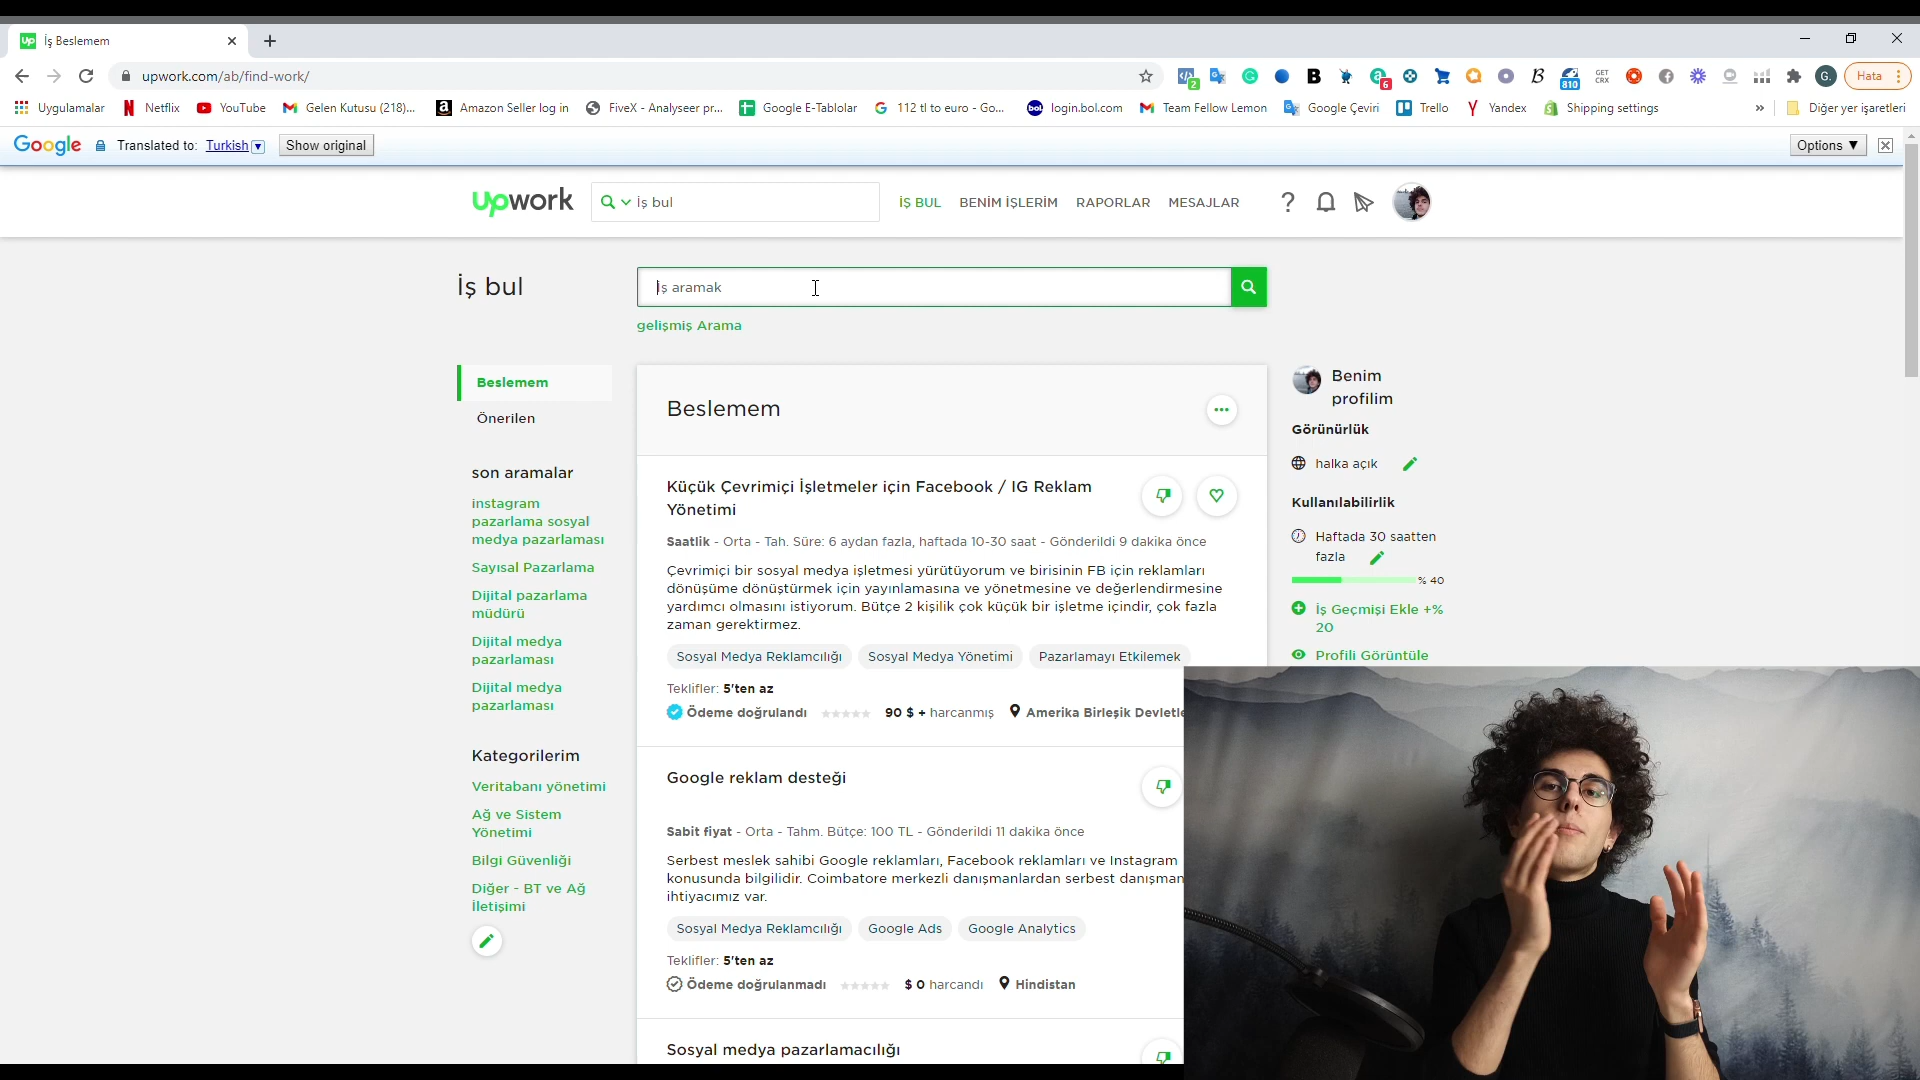 İş Beslemem
upwork.com/ab/find-work/
2
6
810
GET CRX
G.
Hata
Uygulamalar
Netflix
YouTube
Gelen Kutusu (218)...
Amazon Seller log in
FiveX - Analyseer pr...
Google E-Tablolar
112 tl to euro - Go...
login.bol.com
Team Fellow Lemon
Google Çeviri
Trello
Yandex
Shipping settings
»
Diğer yer işaretleri
Google
Translated to: Turkish
Show original
Options ▼
upwork
İş bul
İŞ BUL
BENİM İŞLERİM
RAPORLAR
MESAJLAR
İş bul
İş aramak
gelişmiş Arama
Beslemem
Önerilen
son aramalar
instagram
pazarlama sosyal
medya pazarlaması
Sayısal Pazarlama
Dijital pazarlama
müdürü
Dijital medya
pazarlaması
Dijital medya
pazarlaması
Kategorilerim
Veritabanı yönetimi
Ağ ve Sistem
Yönetimi
Bilgi Güvenliği
Diğer - BT ve Ağ
İletişimi
Beslemem
Küçük Çevrimiçi İşletmeler için Facebook / IG Reklam
Yönetimi
Saatlik - Orta - Tah. Süre: 6 aydan fazla, haftada 10-30 saat - Gönderildi 9 dakika önce
Çevrimiçi bir sosyal medya işletmesi yürütüyorum ve birisinin FB için reklamları
dönüşüme dönüştürmek için yayınlamasına ve yönetmesine ve değerlendirmesine
yardımcı olmasını istiyorum. Bütçe 2 kişilik çok küçük bir işletme içindir, çok fazla
zaman gerektirmez.
Sosyal Medya Reklamcılığı
Sosyal Medya Yönetimi
Pazarlamayı Etkilemek
Teklifler: 5'ten az
Ödeme doğrulandı
90 $ + harcanmış
Amerika Birleşik Devletle
Google reklam desteği
Sabit fiyat - Orta - Tahm. Bütçe: 100 TL - Gönderildi 11 dakika önce
Serbest meslek sahibi Google reklamları, Facebook reklamları ve Instagram
konusunda bilgilidir. Coimbatore merkezli danışmanlardan serbest danışman
ihtiyacımız var.
Sosyal Medya Reklamcılığı
Google Ads
Google Analytics
Teklifler: 5'ten az
Ödeme doğrulanmadı
$ 0 harcandı
Hindistan
Sosyal medya pazarlamacılığı
Benim
profilim
Görünürlük
halka açık
Kullanılabilirlik
Haftada 30 saatten
fazla
% 40
İş Geçmişi Ekle +%
20
Profili Görüntüle